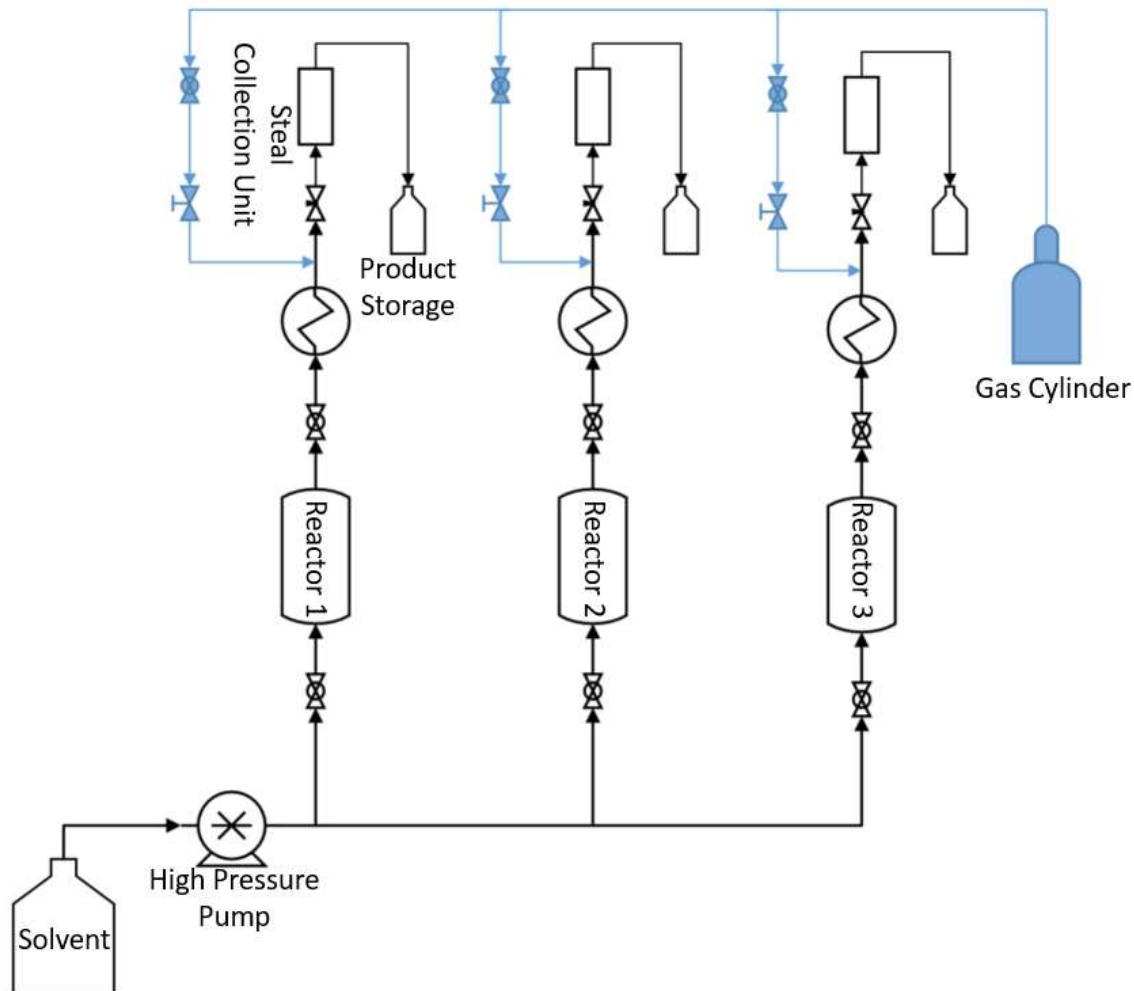 Steal
Collection Unit
Product
Storage
Gas Cylinder
Reactor 1
Reactor 2
Reactor 3
High Pressure
Pump
Solvent